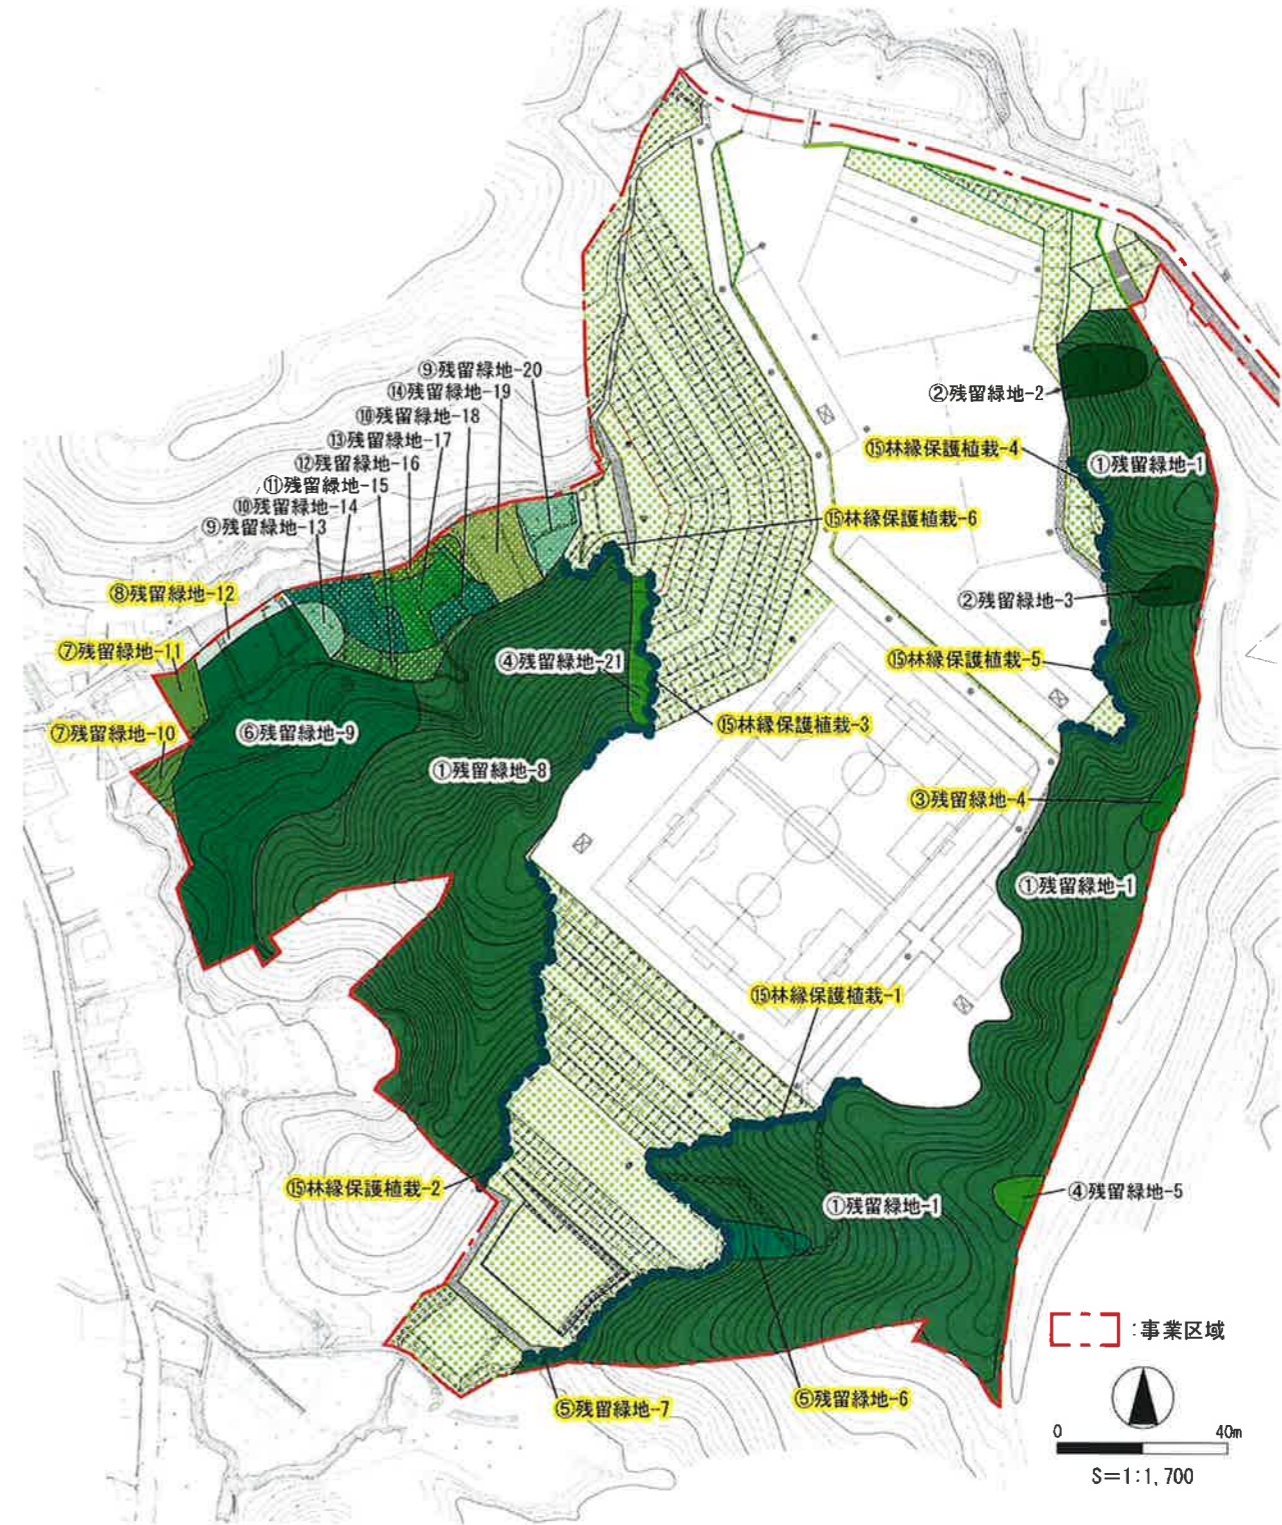 ⑨残留緑地-20
⑭残留緑地-19
⑩残留緑地-18
⑬残留緑地-17
⑫残留緑地-16
⑪残留緑地-15
⑩残留緑地-14
⑨残留緑地-13
⑧残留緑地-12
⑦残留緑地-11
⑦残留緑地-10
⑥残留緑地-9
①残留緑地-8
④残留緑地-21
②残留緑地-2
⑮林縁保護植栽-4
①残留緑地-1
⑮林縁保護植栽-6
②残留緑地-3
⑮林縁保護植栽-5
⑮林縁保護植栽-3
③残留緑地-4
①残留緑地-1
⑮林縁保護植栽-1
⑮林縁保護植栽-2
①残留緑地-1
④残留緑地-5
⑤残留緑地-6
⑤残留緑地-7
:事業区域
0 40m
S=1:1,700